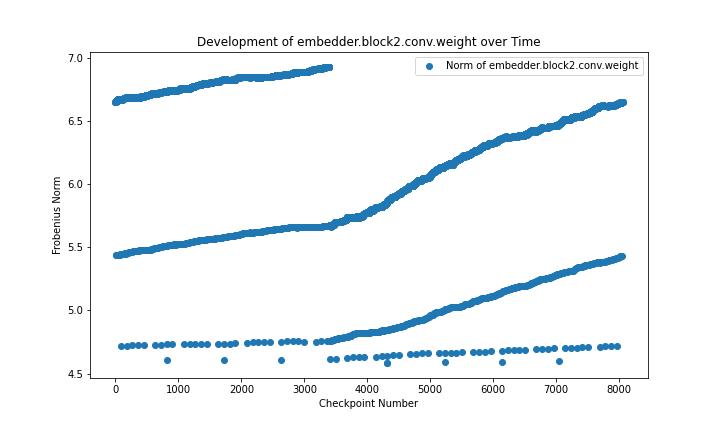 Development of embedder.block2.conv.weight over Time
Norm of embedder.block2.conv.weight
Frobenius Norm
7.0
6.5
6.0
5.5
5.0
4.5
0 1000 2000 3000 4000 5000 6000 7000 8000
Checkpoint Number